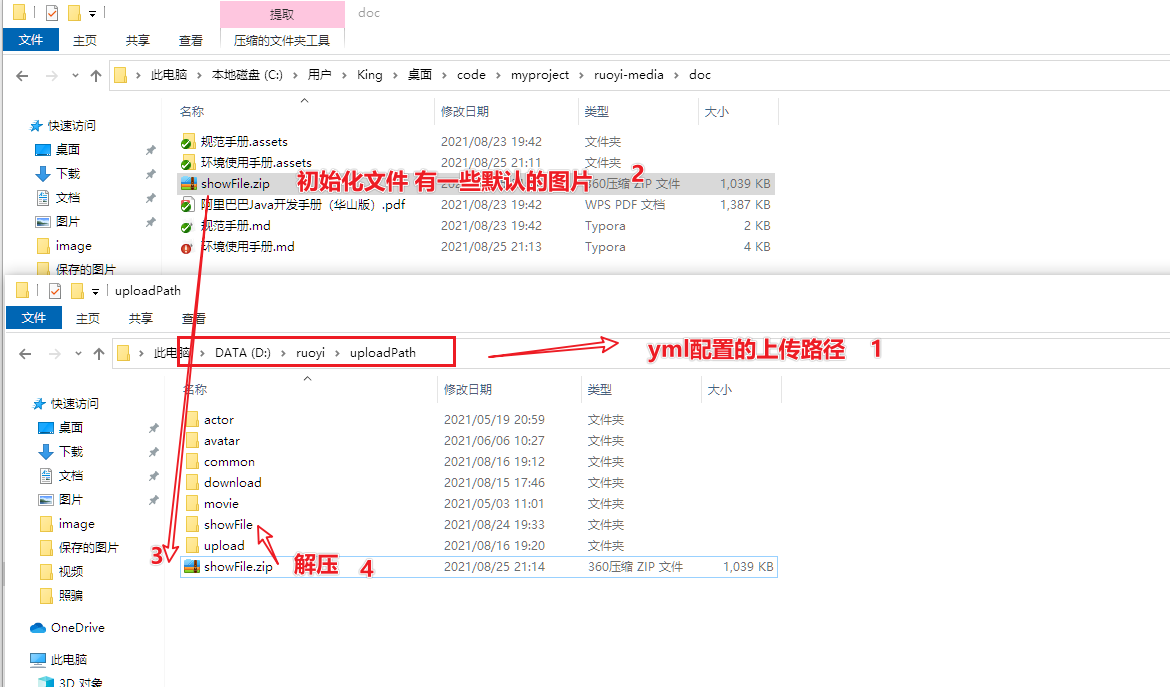 提取 doc
文件 主页 共享 查看 压缩的文件夹工具
此电脑 本地磁盘 (C:) 用户 King 桌面 code myproject ruoyi-media doc
名称 修改日期 类型 大小
快速访问
桌面
下载
文档
图片
image
保存的图片
规范手册.assets 2021/08/23 19:42 文件夹
环境使用手册.assets 2021/08/25 21:11 文件夹
showFile.zip 360压缩 ZIP 文件 1,039 KB
初始化文件 有一些默认的图片 2
阿里巴巴Java开发手册（华山版）.pdf 2021/08/23 19:42 WPS PDF 文档 1,387 KB
规范手册.md 2021/08/23 19:42 Typora 2 KB
环境使用手册.md 2021/08/25 21:13 Typora 4 KB
uploadPath
文件 主页 共享 查看
此电脑 DATA (D:) ruoyi uploadPath
yml配置的上传路径 1
名称 修改日期 类型 大小
快速访问
桌面
下载
文档
图片
image
保存的图片
视频
照骗
OneDrive
此电脑
3D 对象
actor 2021/05/19 20:59 文件夹
avatar 2021/06/06 10:27 文件夹
common 2021/08/16 19:12 文件夹
download 2021/08/15 17:46 文件夹
movie 2021/05/03 11:01 文件夹
showFile 2021/08/24 19:33 文件夹
upload 2021/08/16 19:20 文件夹
showFile.zip 2021/08/25 21:14 360压缩 ZIP 文件 1,039 KB
3
解压 4